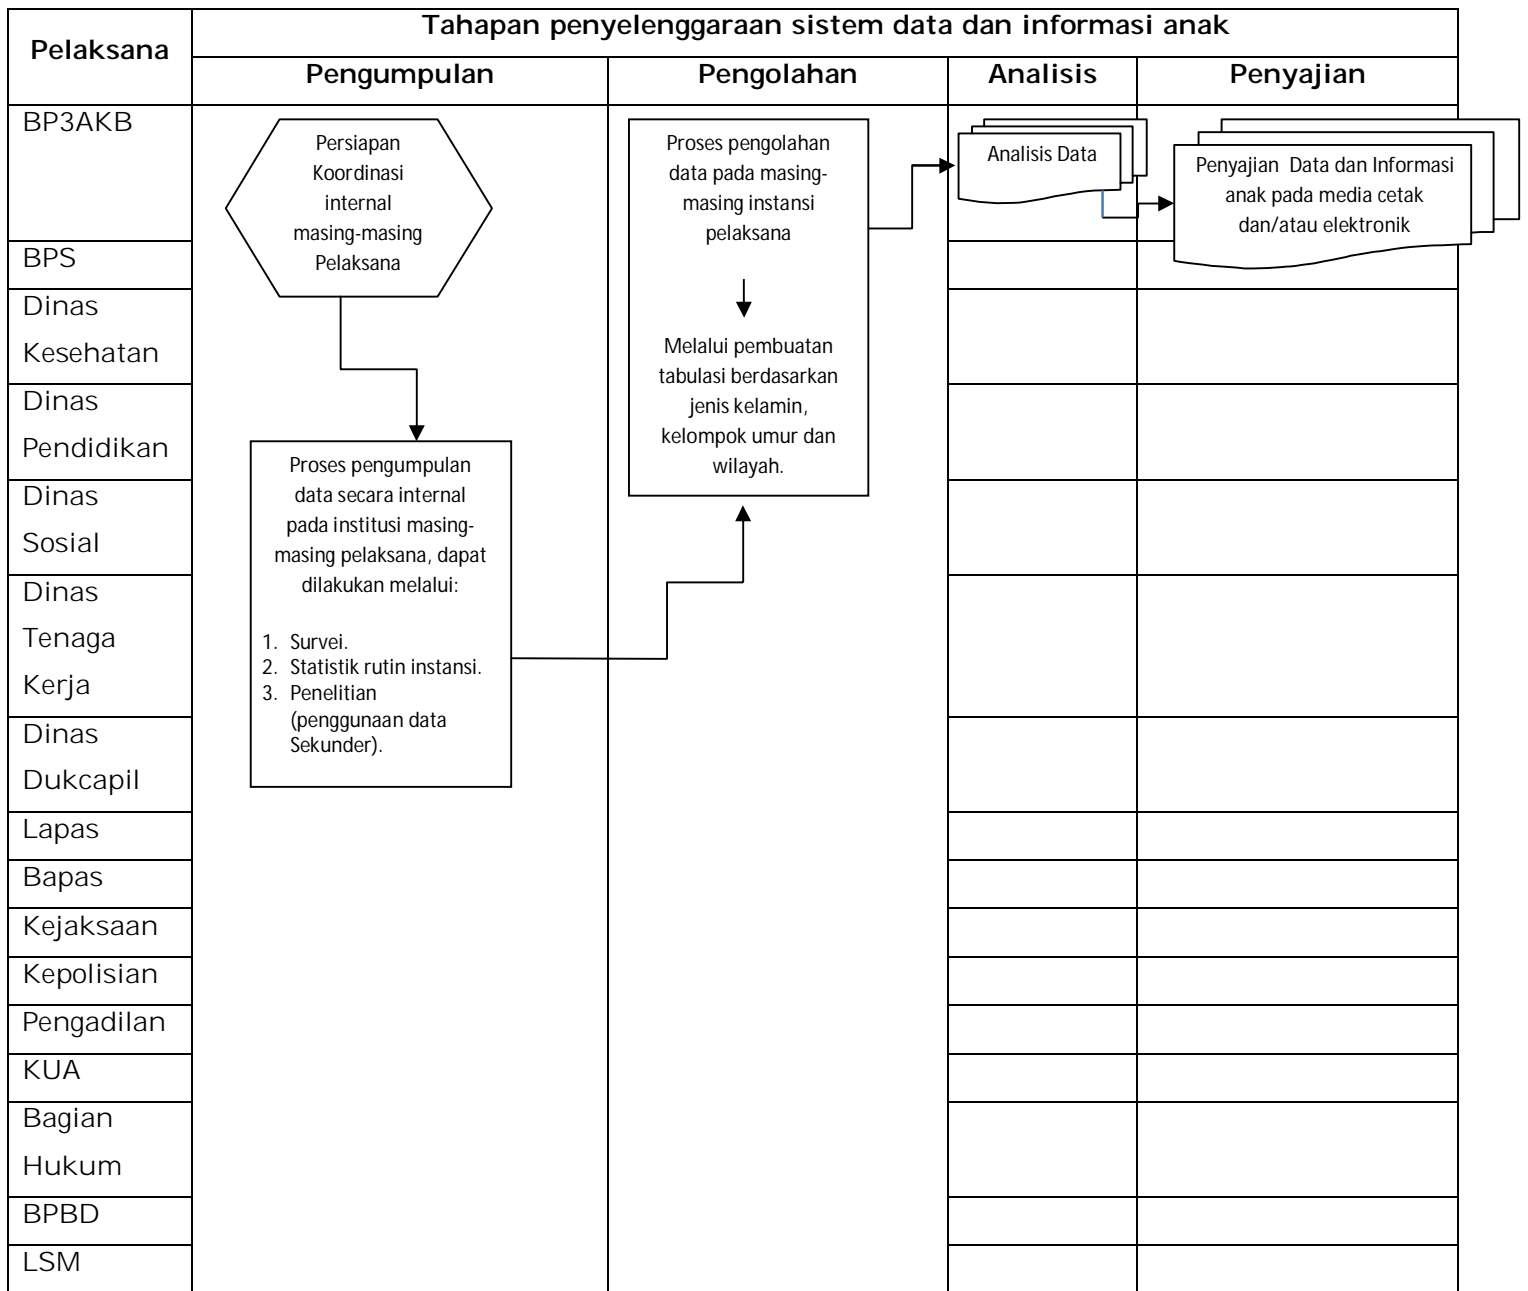 Pelaksana
Tahapan penyelenggaraan sistem data dan informasi anak
Pengumpulan
Pengolahan
Analisis
Penyajian
BP3AKB
Persiapan
Koordinasi
internal
masing-masing
Pelaksana
Proses pengolahan
data pada masing-
masing instansi
pelaksana
Melalui pembuatan
tabulasi berdasarkan
jenis kelamin,
kelompok umur dan
wilayah.
Analisis Data
Penyajian Data dan Informasi
anak pada media cetak
dan/atau elektronik
BPS
Dinas
Kesehatan
Dinas
Pendidikan
Proses pengumpulan
data secara internal
pada institusi masing-
masing pelaksana, dapat
dilakukan melalui:
1. Survei.
2. Statistik rutin instansi.
3. Penelitian
(penggunaan data
Sekunder).
Dinas
Sosial
Dinas
Tenaga
Kerja
Dinas
Dukcapil
Lapas
Bapas
Kejaksaan
Kepolisian
Pengadilan
KUA
Bagian
Hukum
BPBD
LSM